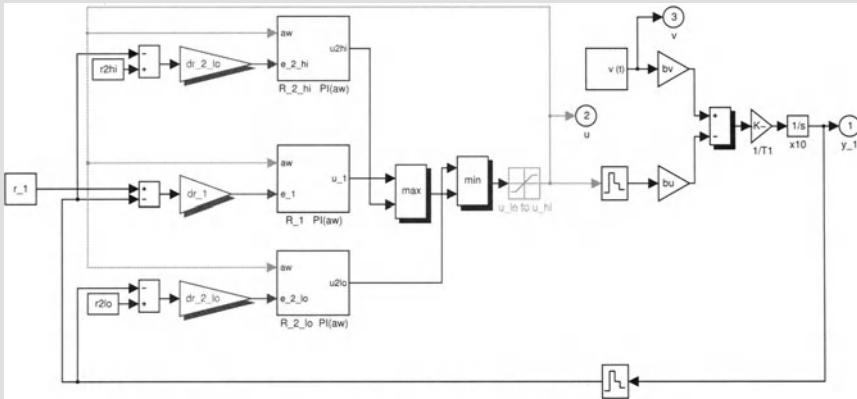 aw
u2hi
r2hi
dr_2_lo
e_2_hi
R_2_hi PI(aw)
3
v
v (t)
bv
2
u
aw
u_1
r_1
dr_1
e_1
R_1 PI(aw)
max
min
u_lo to u_hi
bu
K-
1/T1
1/s
x10
1
y_1
aw
u2lo
r2lo
dr_2_lo
e_2_lo
R_2_lo PI(aw)